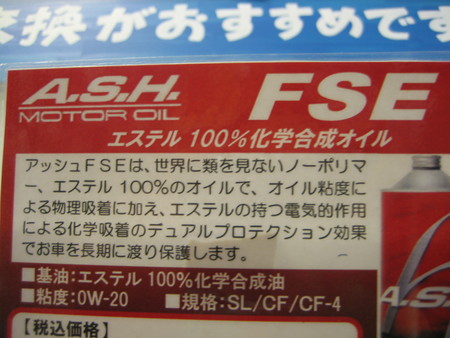 交換がおすすめです
A.S.H. FSE
MOTOR OIL
エステル 100%化学合成オイル
アッシュFSEは、世界に類を見ないノーポリマ
ー、エステル 100%のオイルで、オイル粘度に
よる物理吸着に加え、エステルの持つ電気的作用
による化学吸着のデュアルプロテクション効果
でお車を長期に渡り保護します。
■基油:エステル 100%化学合成油
■粘度:0W-20 ■規格:SL/CF/CF-4
A.S.H
【税込価格】